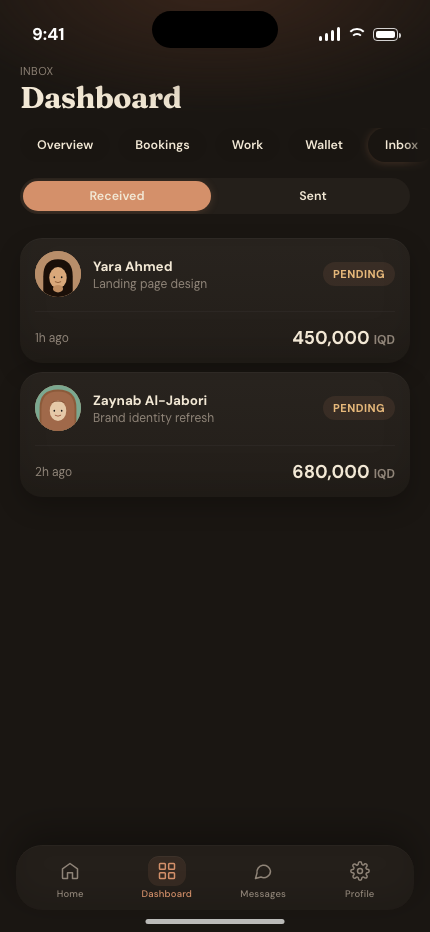 9:41
INBOX
Dashboard
Overview Bookings Work Wallet Inbox
Received Sent
Yara Ahmed
Landing page design
PENDING
1h ago
450,000 IQD
Zaynab Al-Jabori
Brand identity refresh
PENDING
2h ago
680,000 IQD
Home Dashboard Messages Profile